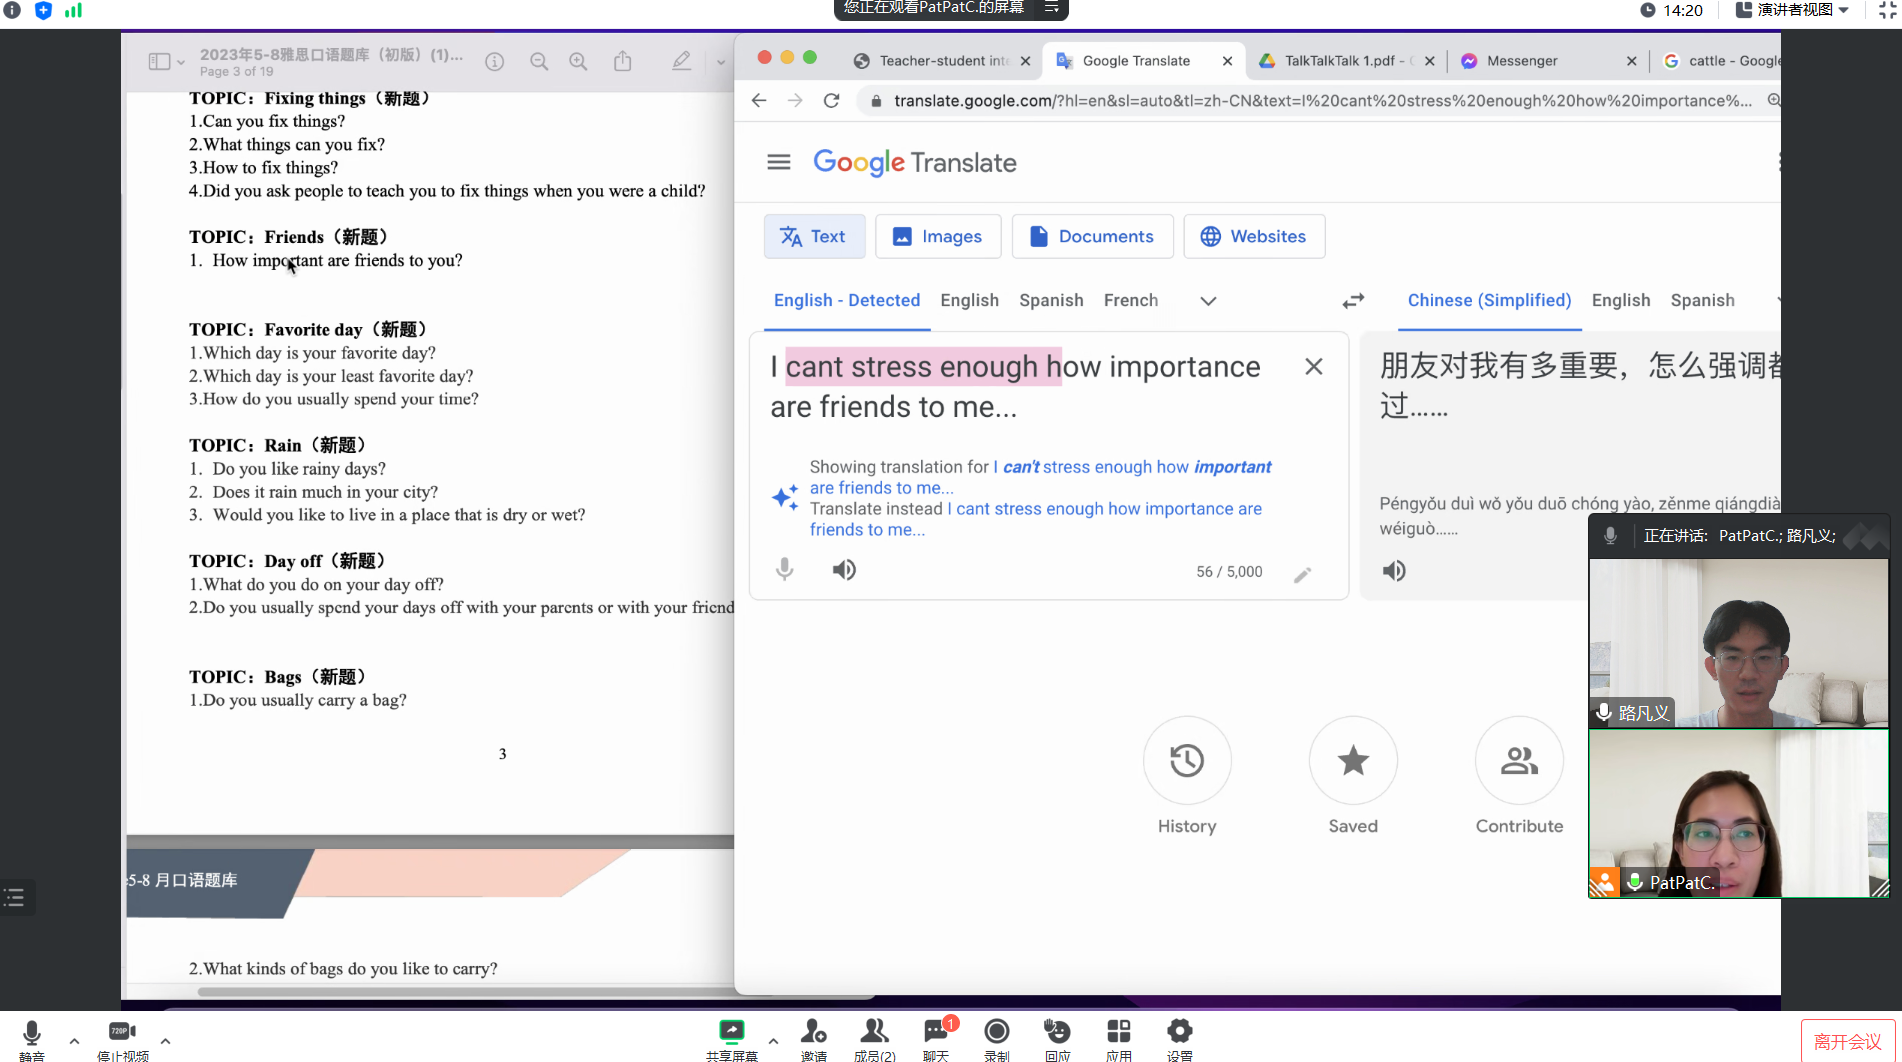 您正在观看PatPatC.的屏幕
14:20
演讲者视图
2023年5-8雅思口语题库（初版）(1)...
Page 3 of 19
TOPIC：Fixing things（新题）
1.Can you fix things?
2.What things can you fix?
3.How to fix things?
4.Did you ask people to teach you to fix things when you were a child?
TOPIC：Friends（新题）
1. How important are friends to you?
TOPIC：Favorite day（新题）
1.Which day is your favorite day?
2.Which day is your least favorite day?
3.How do you usually spend your time?
TOPIC：Rain（新题）
1. Do you like rainy days?
2. Does it rain much in your city?
3. Would you like to live in a place that is dry or wet?
TOPIC：Day off（新题）
1.What do you do on your day off?
2.Do you usually spend your days off with your parents or with your friend
TOPIC：Bags（新题）
1.Do you usually carry a bag?
3
5-8 月口语题库
2.What kinds of bags do you like to carry?
Teacher-student inte
Google Translate
TalkTalkTalk 1.pdf -
Messenger
cattle - Google
translate.google.com/?hl=en&sl=auto&tl=zh-CN&text=I%20cant%20stress%20enough%20how%20importance%...
Google Translate
Text
Images
Documents
Websites
English - Detected
English
Spanish
French
Chinese (Simplified)
English
Spanish
I cant stress enough how importance
are friends to me...
Showing translation for I can't stress enough how important
are friends to me...
Translate instead I cant stress enough how importance are
friends to me...
56 / 5,000
朋友对我有多重要，怎么强调都
过……
Péngyǒu duì wǒ yǒu duō chóng yào, zěnme qiángdià
wéiguò……
History
Saved
Contribute
正在讲话: PatPatC.; 路凡义;
路凡义
PatPatC.
静音
720P
停止视频
共享屏幕
邀请
成员(2)
1
聊天
录制
回应
应用
设置
离开会议